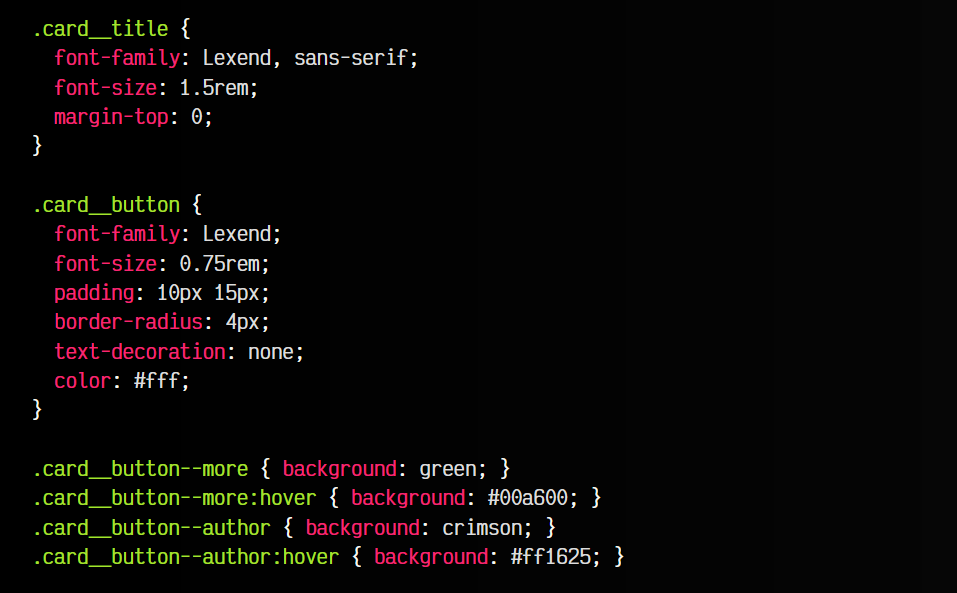 .card__title {
  font-family: Lexend, sans-serif;
  font-size: 1.5rem;
  margin-top: 0;
}

.card__button {
  font-family: Lexend;
  font-size: 0.75rem;
  padding: 10px 15px;
  border-radius: 4px;
  text-decoration: none;
  color: #fff;
}

.card__button--more { background: green; }
.card__button--more:hover { background: #00a600; }
.card__button--author { background: crimson; }
.card__button--author:hover { background: #ff1625; }